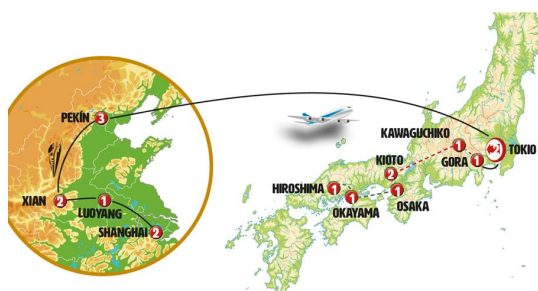 PEKÍN
3
KAWAGUCHIKO
1
2
TOKIO
GORA
1
KIOTO
2
HIROSHIMA
1
XIAN
2
1
LUOYANG
1
OKAYAMA
1
OSAKA
SHANGHAI
2